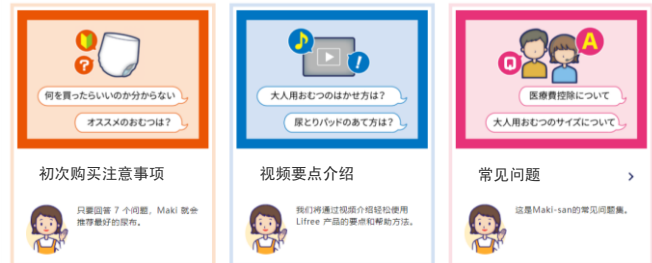 何を買ったらいいのか分からない
オススメのおむつは?
初次购买注意事项
只要回答 7 个问题，Maki 就会
推荐最好的尿布。
大人用おむつのはかせ方は?
尿とりパッドのあて方は?
视频要点介绍
我们将通过视频介绍轻松使用
Lifree 产品的要点和帮助方法。
Q
A
医療費控除について
大人用おむつのサイズについて
常见问题
这是Maki-san的常见问题集。